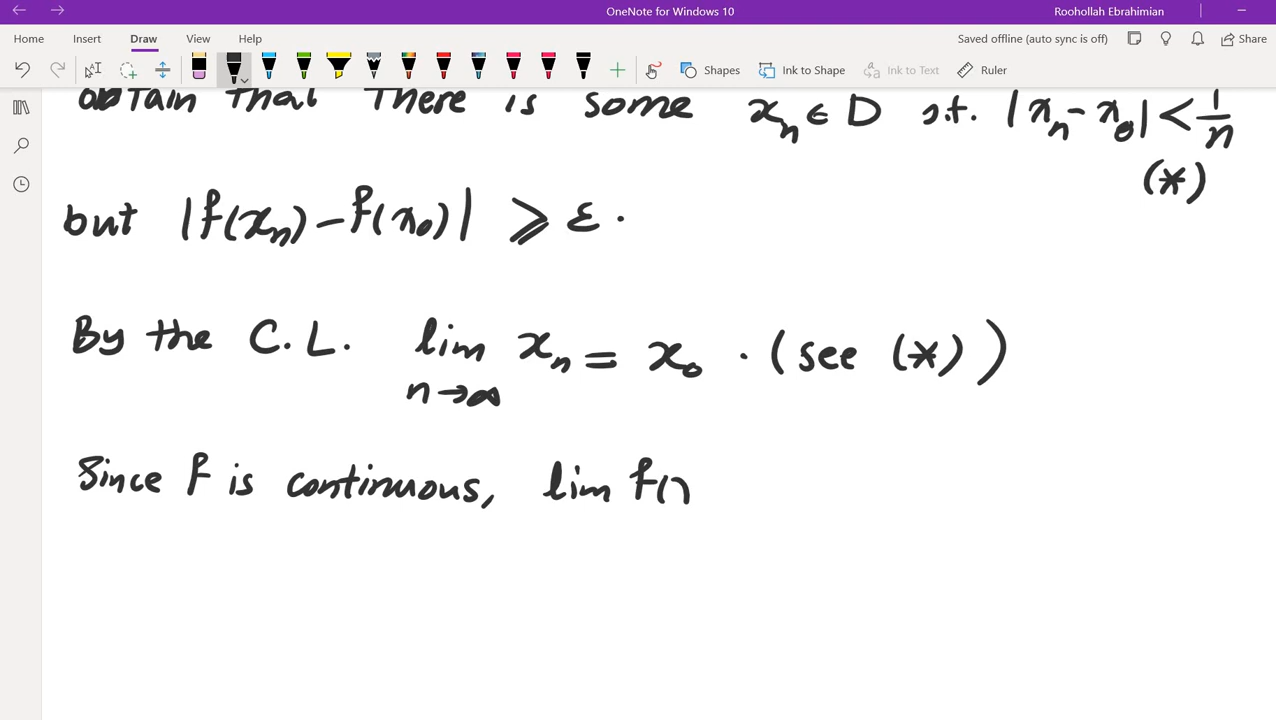 OneNote for Windows 10
Roohollah Ebrahimian
Home Insert Draw View Help
Saved offline (auto sync is off)
Share
Shapes
Ink to Shape
Ink to Text
Ruler
obtain that there is some xₙ ∈ D s.t. |xₙ - x₀| < 1/n
(*)
but |f(xₙ) - f(x₀)| ⩾ ε.
By the C.L. lim xₙ = x₀ . (see (*))
n→∞
Since f is continuous, lim f(